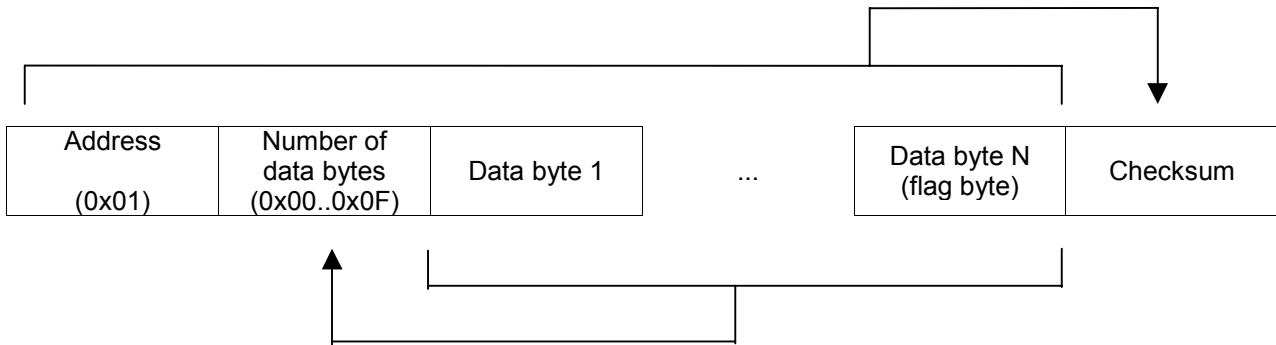 Address
(0x01)
Number of
data bytes
(0x00..0x0F)
Data byte 1
...
Data byte N
(flag byte)
Checksum